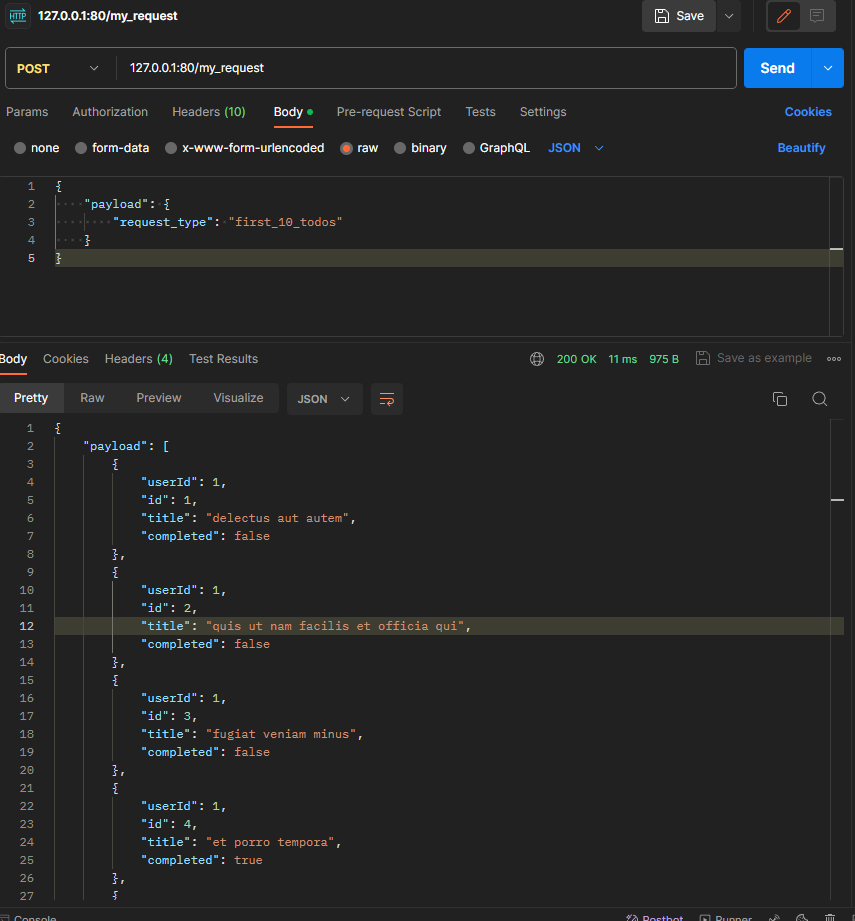 HTTP 127.0.0.1:80/my_request Save
POST 127.0.0.1:80/my_request Send
Params Authorization Headers (10) Body Pre-request Script Tests Settings Cookies
none form-data x-www-form-urlencoded raw binary GraphQL JSON Beautify
1 {
2 "payload": {
3 "request_type": "first_10_todos"
4 }
5 }
Body Cookies Headers (4) Test Results 200 OK 11 ms 975 B Save as example
Pretty Raw Preview Visualize JSON
1 {
2 "payload": [
3 {
4 "userId": 1,
5 "id": 1,
6 "title": "delectus aut autem",
7 "completed": false
8 },
9 {
10 "userId": 1,
11 "id": 2,
12 "title": "quis ut nam facilis et officia qui",
13 "completed": false
14 },
15 {
16 "userId": 1,
17 "id": 3,
18 "title": "fugiat veniam minus",
19 "completed": false
20 },
21 {
22 "userId": 1,
23 "id": 4,
24 "title": "et porro tempora",
25 "completed": true
26 },
27 {
Console Postbot Runner